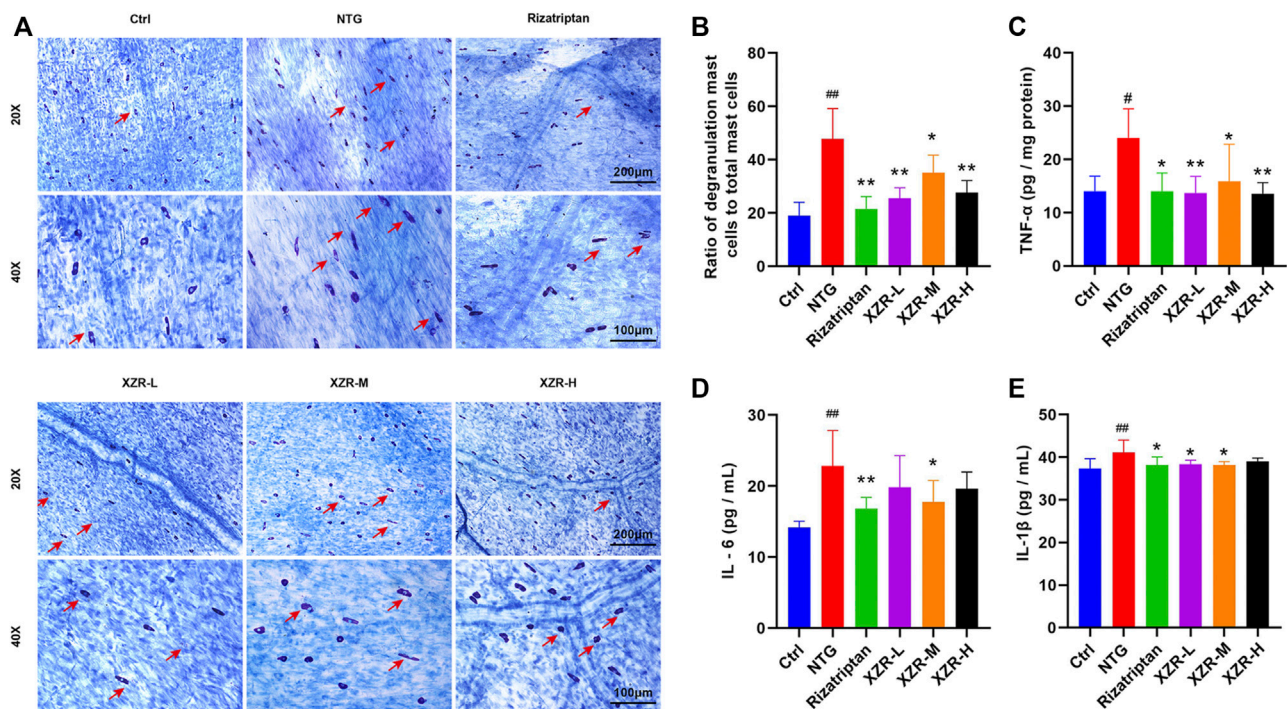 A
Ctrl
NTG
Rizatriptan
20X
200μm
40X
100μm
XZR-L
XZR-M
XZR-H
20X
200μm
40X
100μm
B
Ratio of degranulation mast
cells to total mast cells
80
60
40
20
0
##
**
**
*
**
Ctrl
NTG
Rizatriptan
XZR-L
XZR-M
XZR-H
C
TNF-α (pg / mg protein)
40
30
20
10
0
#
*
**
*
**
Ctrl
NTG
Rizatriptan
XZR-L
XZR-M
XZR-H
D
IL - 6 (pg / mL)
30
20
10
0
##
**
*
Ctrl
NTG
Rizatriptan
XZR-L
XZR-M
XZR-H
E
IL-1β (pg / mL)
50
40
30
20
10
0
##
*
*
*
Ctrl
NTG
Rizatriptan
XZR-L
XZR-M
XZR-H